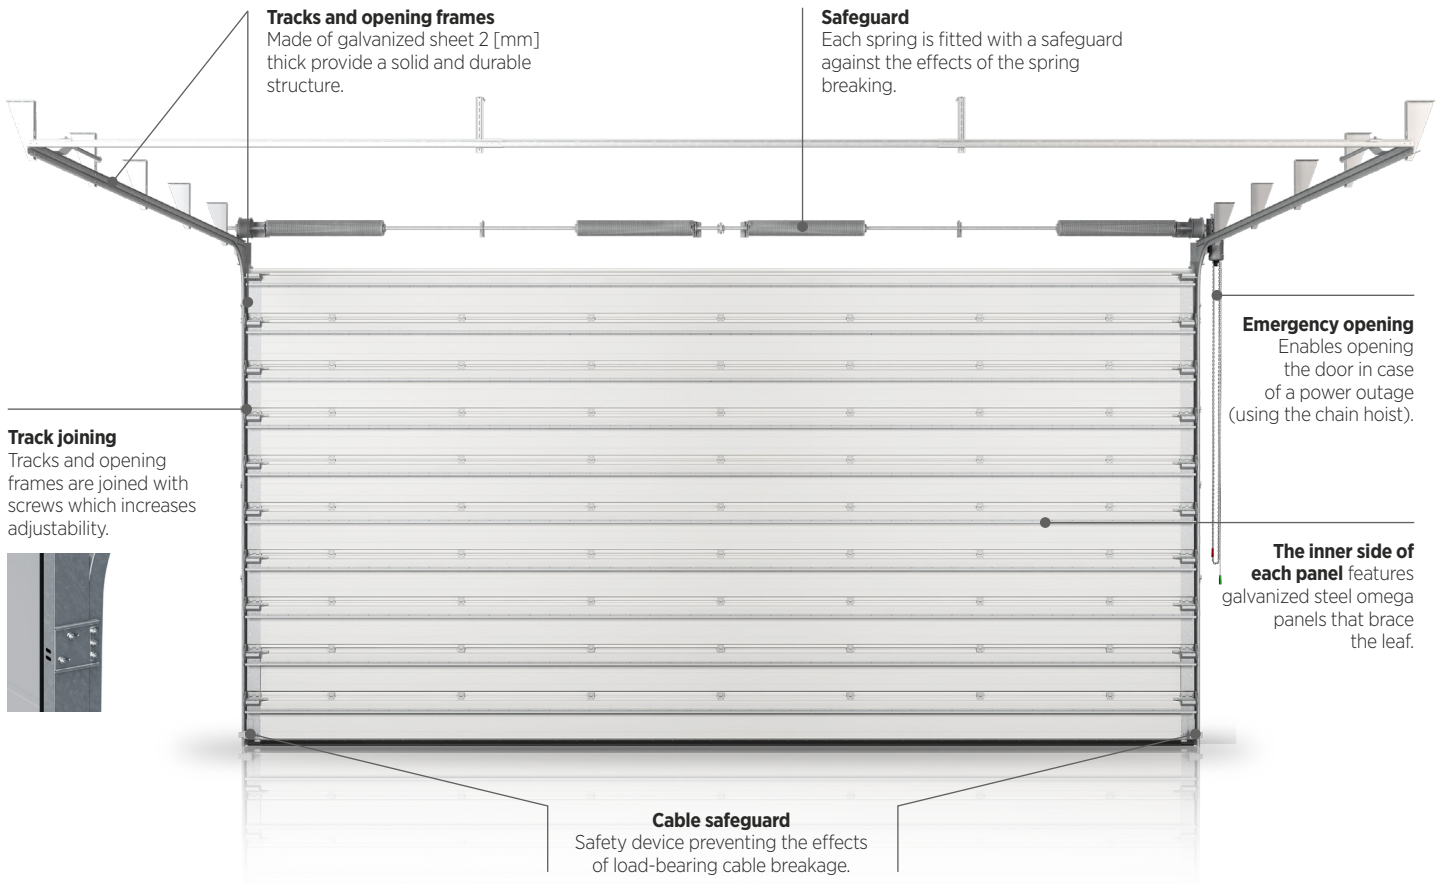 Tracks and opening frames
Made of galvanized sheet 2 [mm]
thick provide a solid and durable
structure.
Safeguard
Each spring is fitted with a safeguard
against the effects of the spring
breaking.
Emergency opening
Enables opening
the door in case
of a power outage
(using the chain hoist).
Track joining
Tracks and opening
frames are joined with
screws which increases
adjustability.
The inner side of
each panel features
galvanized steel omega
panels that brace
the leaf.
Cable safeguard
Safety device preventing the effects
of load-bearing cable breakage.